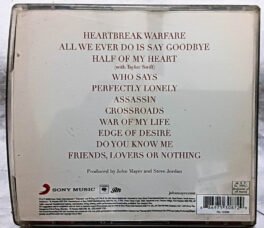 HEARTBREAK WARFARE
ALL WE EVER DO IS SAY GOODBYE
HALF OF MY HEART
(with Taylor Swift)
WHO SAYS
PERFECTLY LONELY
ASSASSIN
CROSSROADS
WAR OF MY LIFE
EDGE OF DESIRE
DO YOU KNOW ME
FRIENDS, LOVERS OR NOTHING
Produced by John Mayer and Steve Jordan
SONY MUSIC
johnmayer.com